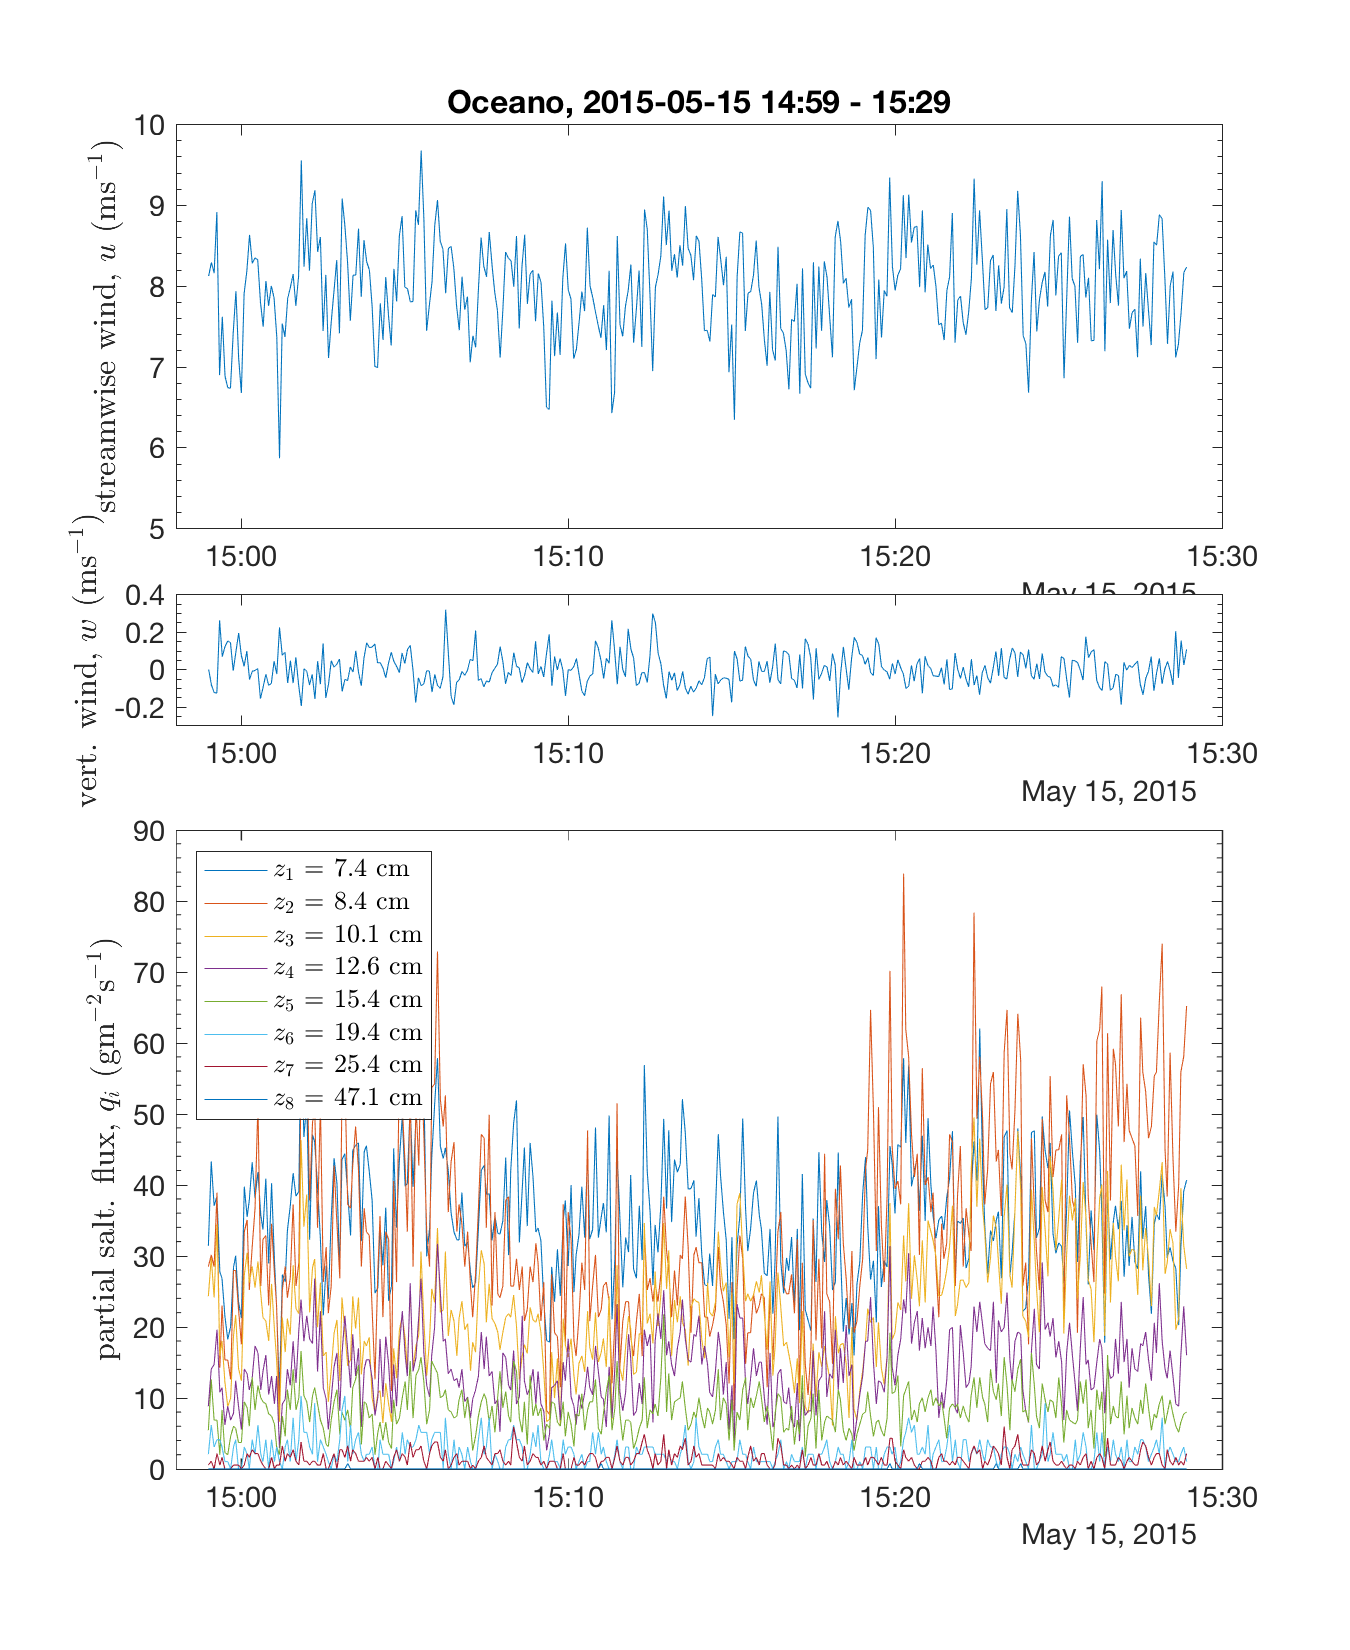 Oceano, 2015-05-15 14:59 - 15:29
streamwise wind, u (ms⁻¹)
10
9
8
7
6
5
15:00 15:10 15:20 15:30
May 15, 2015
vert. wind, w (ms⁻¹)
0.4
0.2
0
-0.2
15:00 15:10 15:20 15:30
May 15, 2015
partial salt. flux, qᵢ (gm⁻²s⁻¹)
90
80
70
60
50
40
30
20
10
0
z₁ = 7.4 cm
z₂ = 8.4 cm
z₃ = 10.1 cm
z₄ = 12.6 cm
z₅ = 15.4 cm
z₆ = 19.4 cm
z₇ = 25.4 cm
z₈ = 47.1 cm
15:00 15:10 15:20 15:30
May 15, 2015